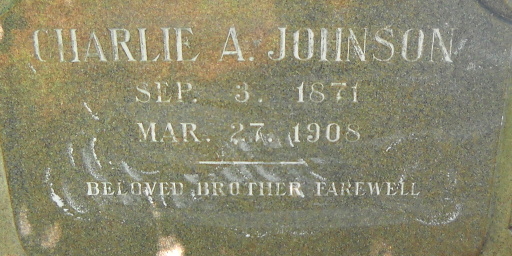 CHARLIE A. JOHNSON
SEP. 3. 1871
MAR. 27. 1908
BELOVED BROTHER FAREWELL